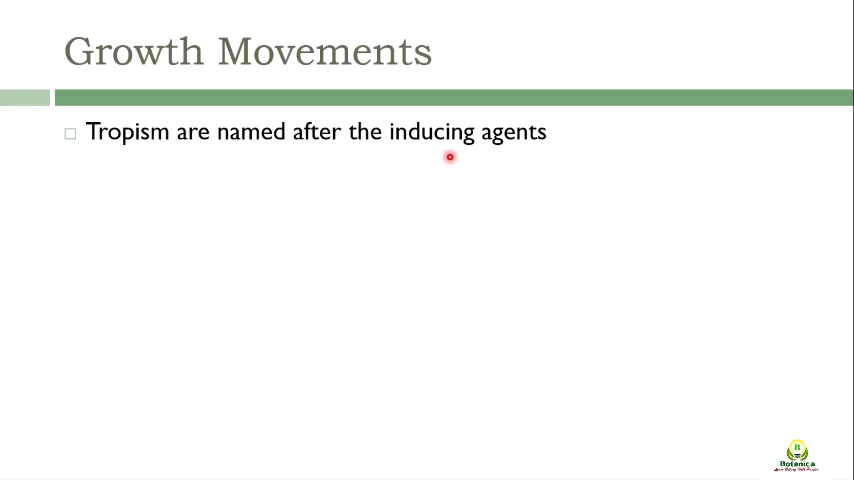 Growth Movements
Tropism are named after the inducing agents
Botanica